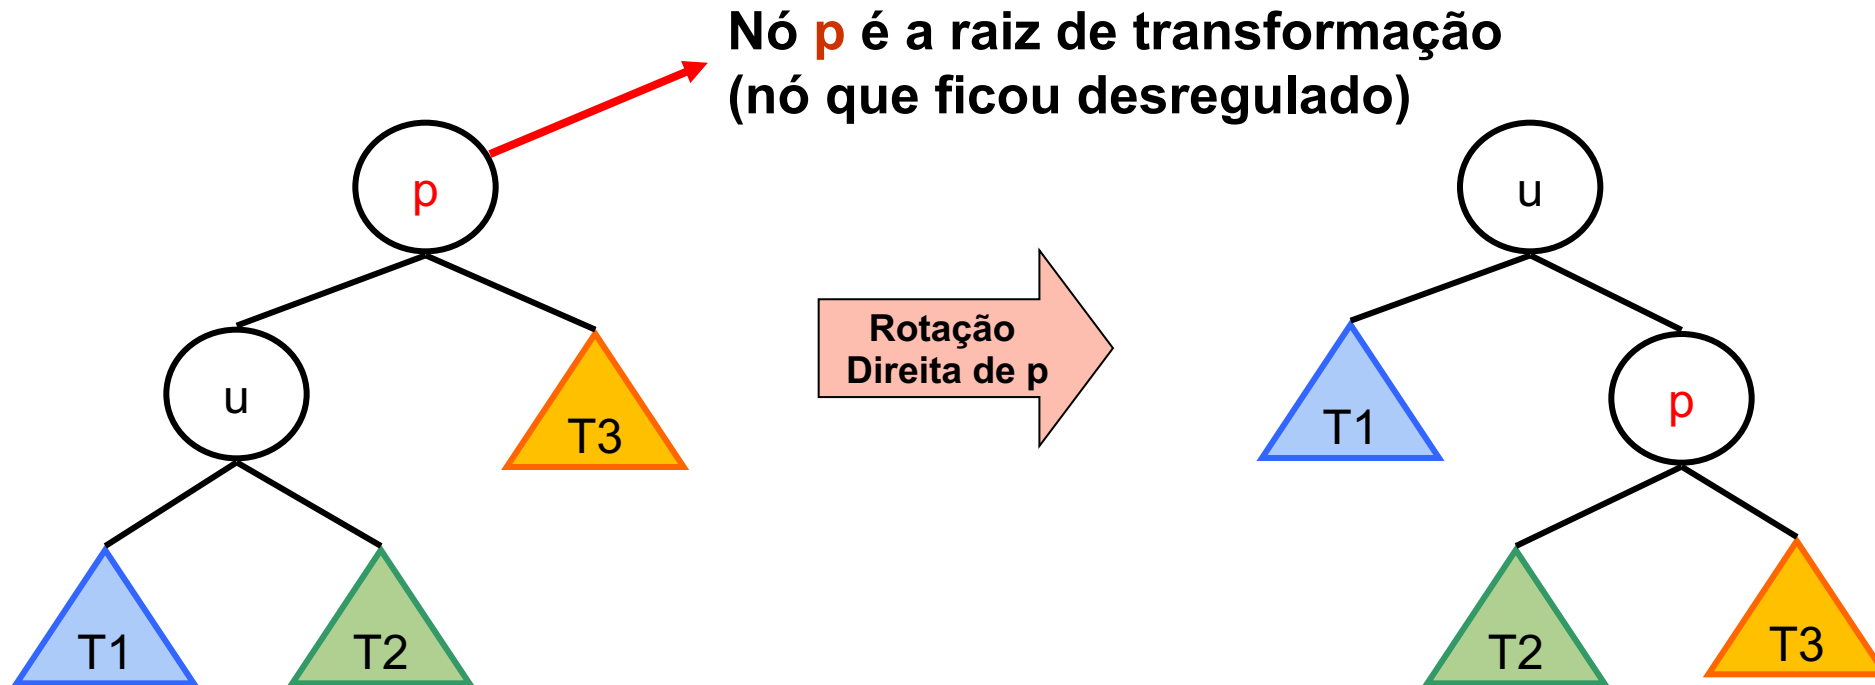 Nó p é a raiz de transformação
(nó que ficou desregulado)
p
u
T3
T1
T2
Rotação
Direita de p
u
T1
p
T2
T3